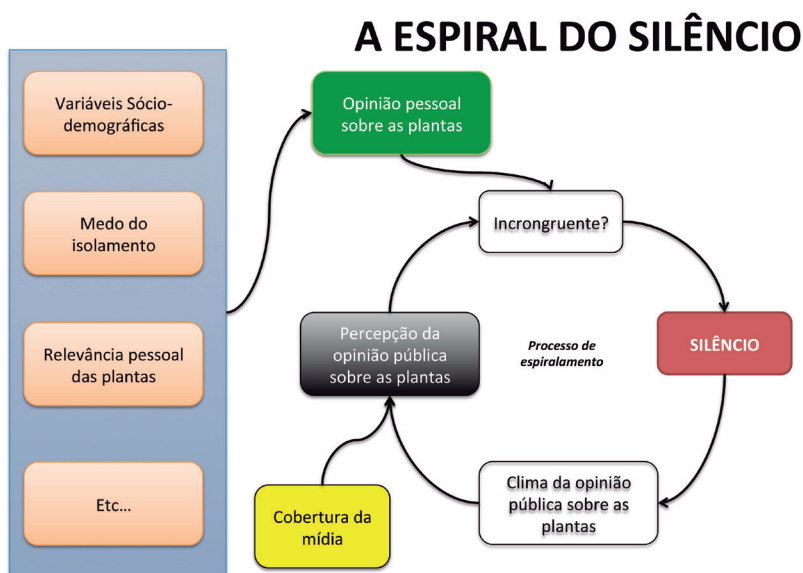 A ESPIRAL DO SILÊNCIO
Variáveis Sócio-
demográficas
Medo do
isolamento
Relevância pessoal
das plantas
Etc...
Opinião pessoal
sobre as plantas
Incrongruente?
SILÊNCIO
Clima da opinião
pública sobre as
plantas
Percepção da
opinião pública
sobre as plantas
Cobertura da
mídia
Processo de
espiralamento